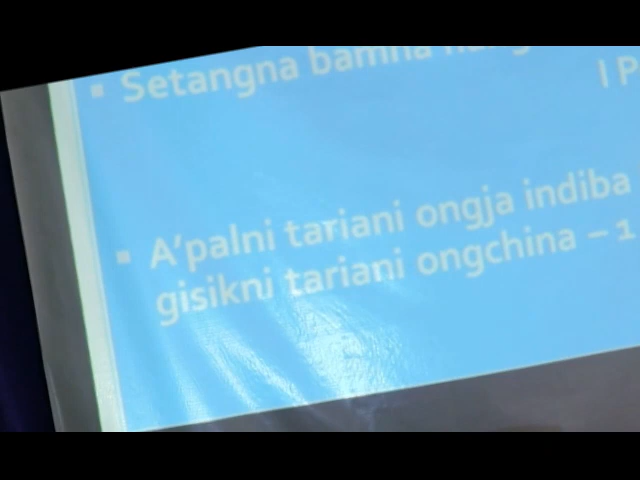 ▪ Setangna bamna
I P
▪ A'palni tariani ongja indiba
gisikni tariani ongchina – 1